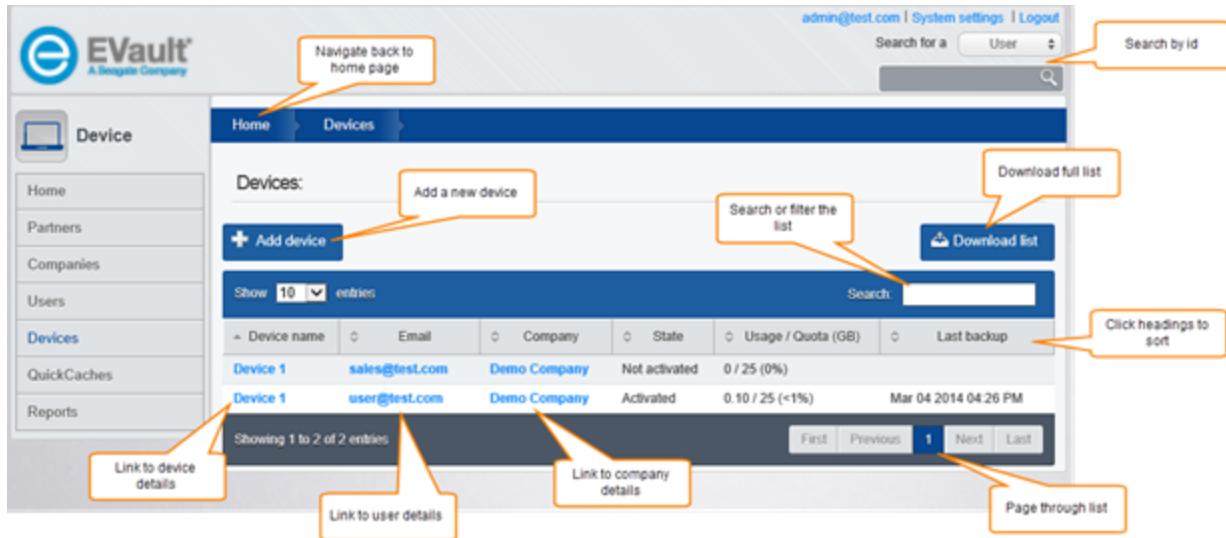 admin@test.com | System settings | Logout
EVault
A Seagate Company
Navigate back to
home page
Search for a User
Search by id
Device
Home Devices
Home
Partners
Companies
Users
Devices
QuickCaches
Reports
Devices:
Add a new device
Download full list
Search or filter the
list
Add device
Download list
Show 10 entries
Search:
Click headings to
sort
Device name Email Company State Usage / Quota (GB) Last backup
Device 1 sales@test.com Demo Company Not activated 0 / 25 (0%)
Device 1 user@test.com Demo Company Activated 0.10 / 25 (<1%) Mar 04 2014 04:26 PM
Showing 1 to 2 of 2 entries
First Previous 1 Next Last
Link to device
details
Link to user details
Link to company
details
Page through list